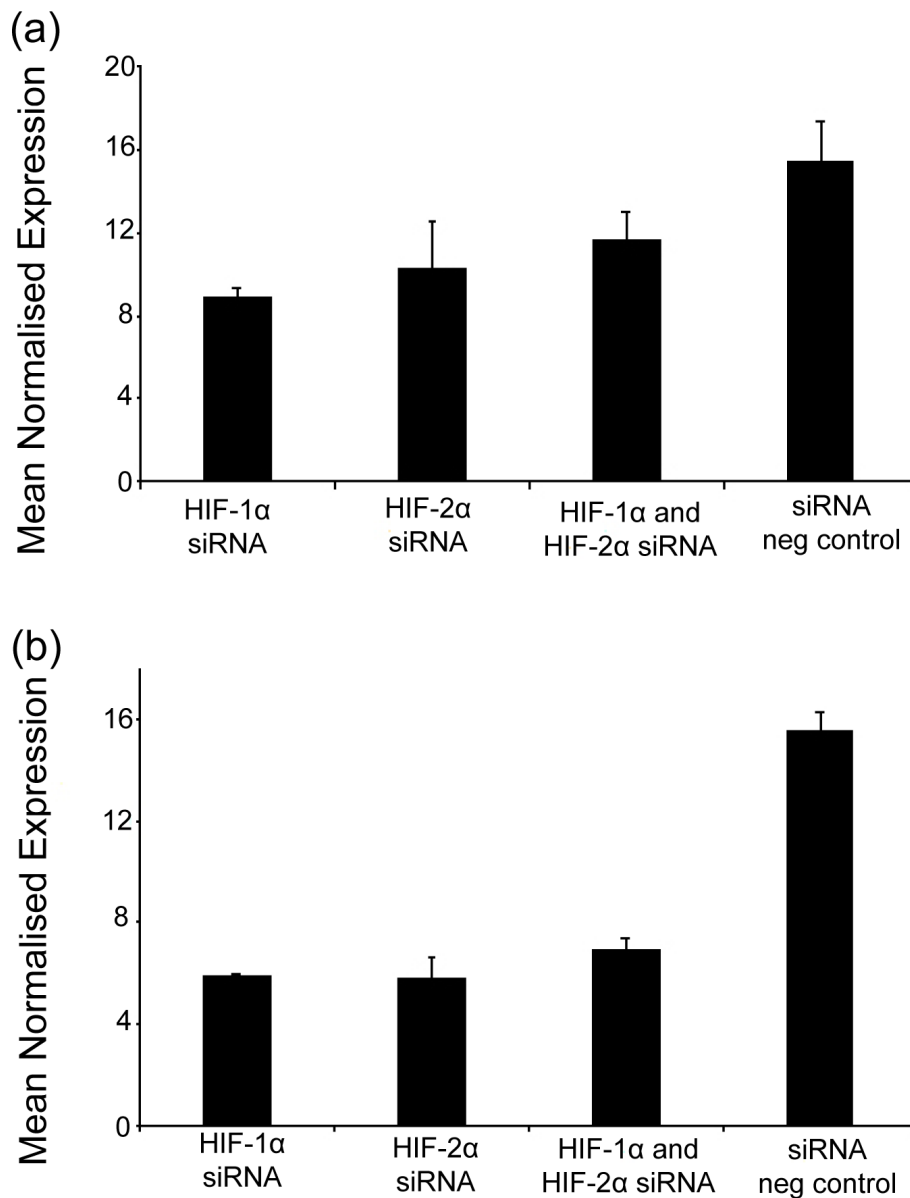 (a)
Mean Normalised Expression
20
16
12
8
4
0
HIF-1α
siRNA
HIF-2α
siRNA
HIF-1α and
HIF-2α siRNA
siRNA
neg control
(b)
Mean Normalised Expression
16
12
8
4
0
HIF-1α
siRNA
HIF-2α
siRNA
HIF-1α and
HIF-2α siRNA
siRNA
neg control